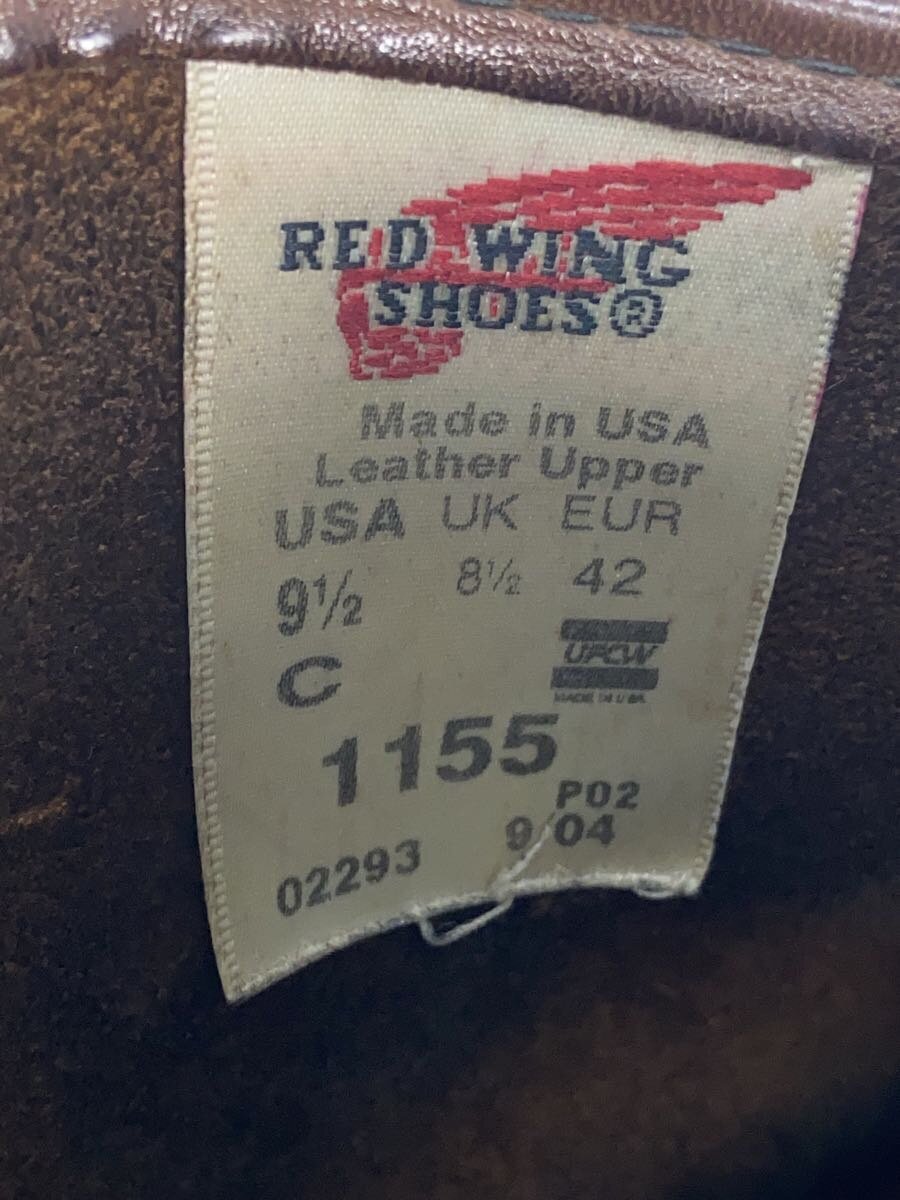 RED WING
SHOES®
Made in USA
Leather Upper
USA UK EUR
9½ 8½ 42
C UFCW
MADE IN U.S.A.
1155
P02
02293 9/04